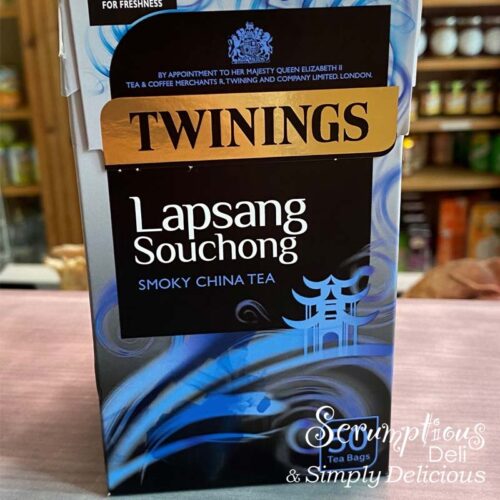 FOR FRESHNESS
BY APPOINTMENT TO HER MAJESTY QUEEN ELIZABETH II
TEA & COFFEE MERCHANTS R. TWINING AND COMPANY LIMITED. LONDON.
TWININGS
Lapsang
Souchong
SMOKY CHINA TEA
50
Tea Bags
Scrumptious
Deli
& Simply Delicious